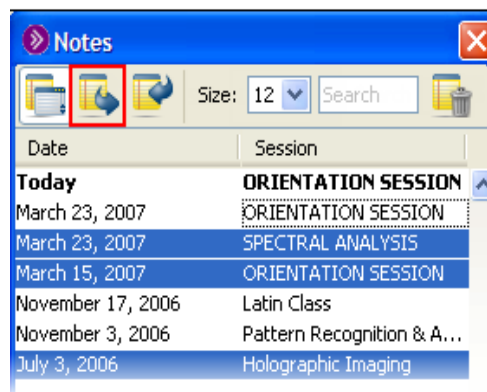 Notes
Size: 12 Search
Date Session
Today ORIENTATION SESSION
March 23, 2007 ORIENTATION SESSION
March 23, 2007 SPECTRAL ANALYSIS
March 15, 2007 ORIENTATION SESSION
November 17, 2006 Latin Class
November 3, 2006 Pattern Recognition & A...
July 3, 2006 Holographic Imaging